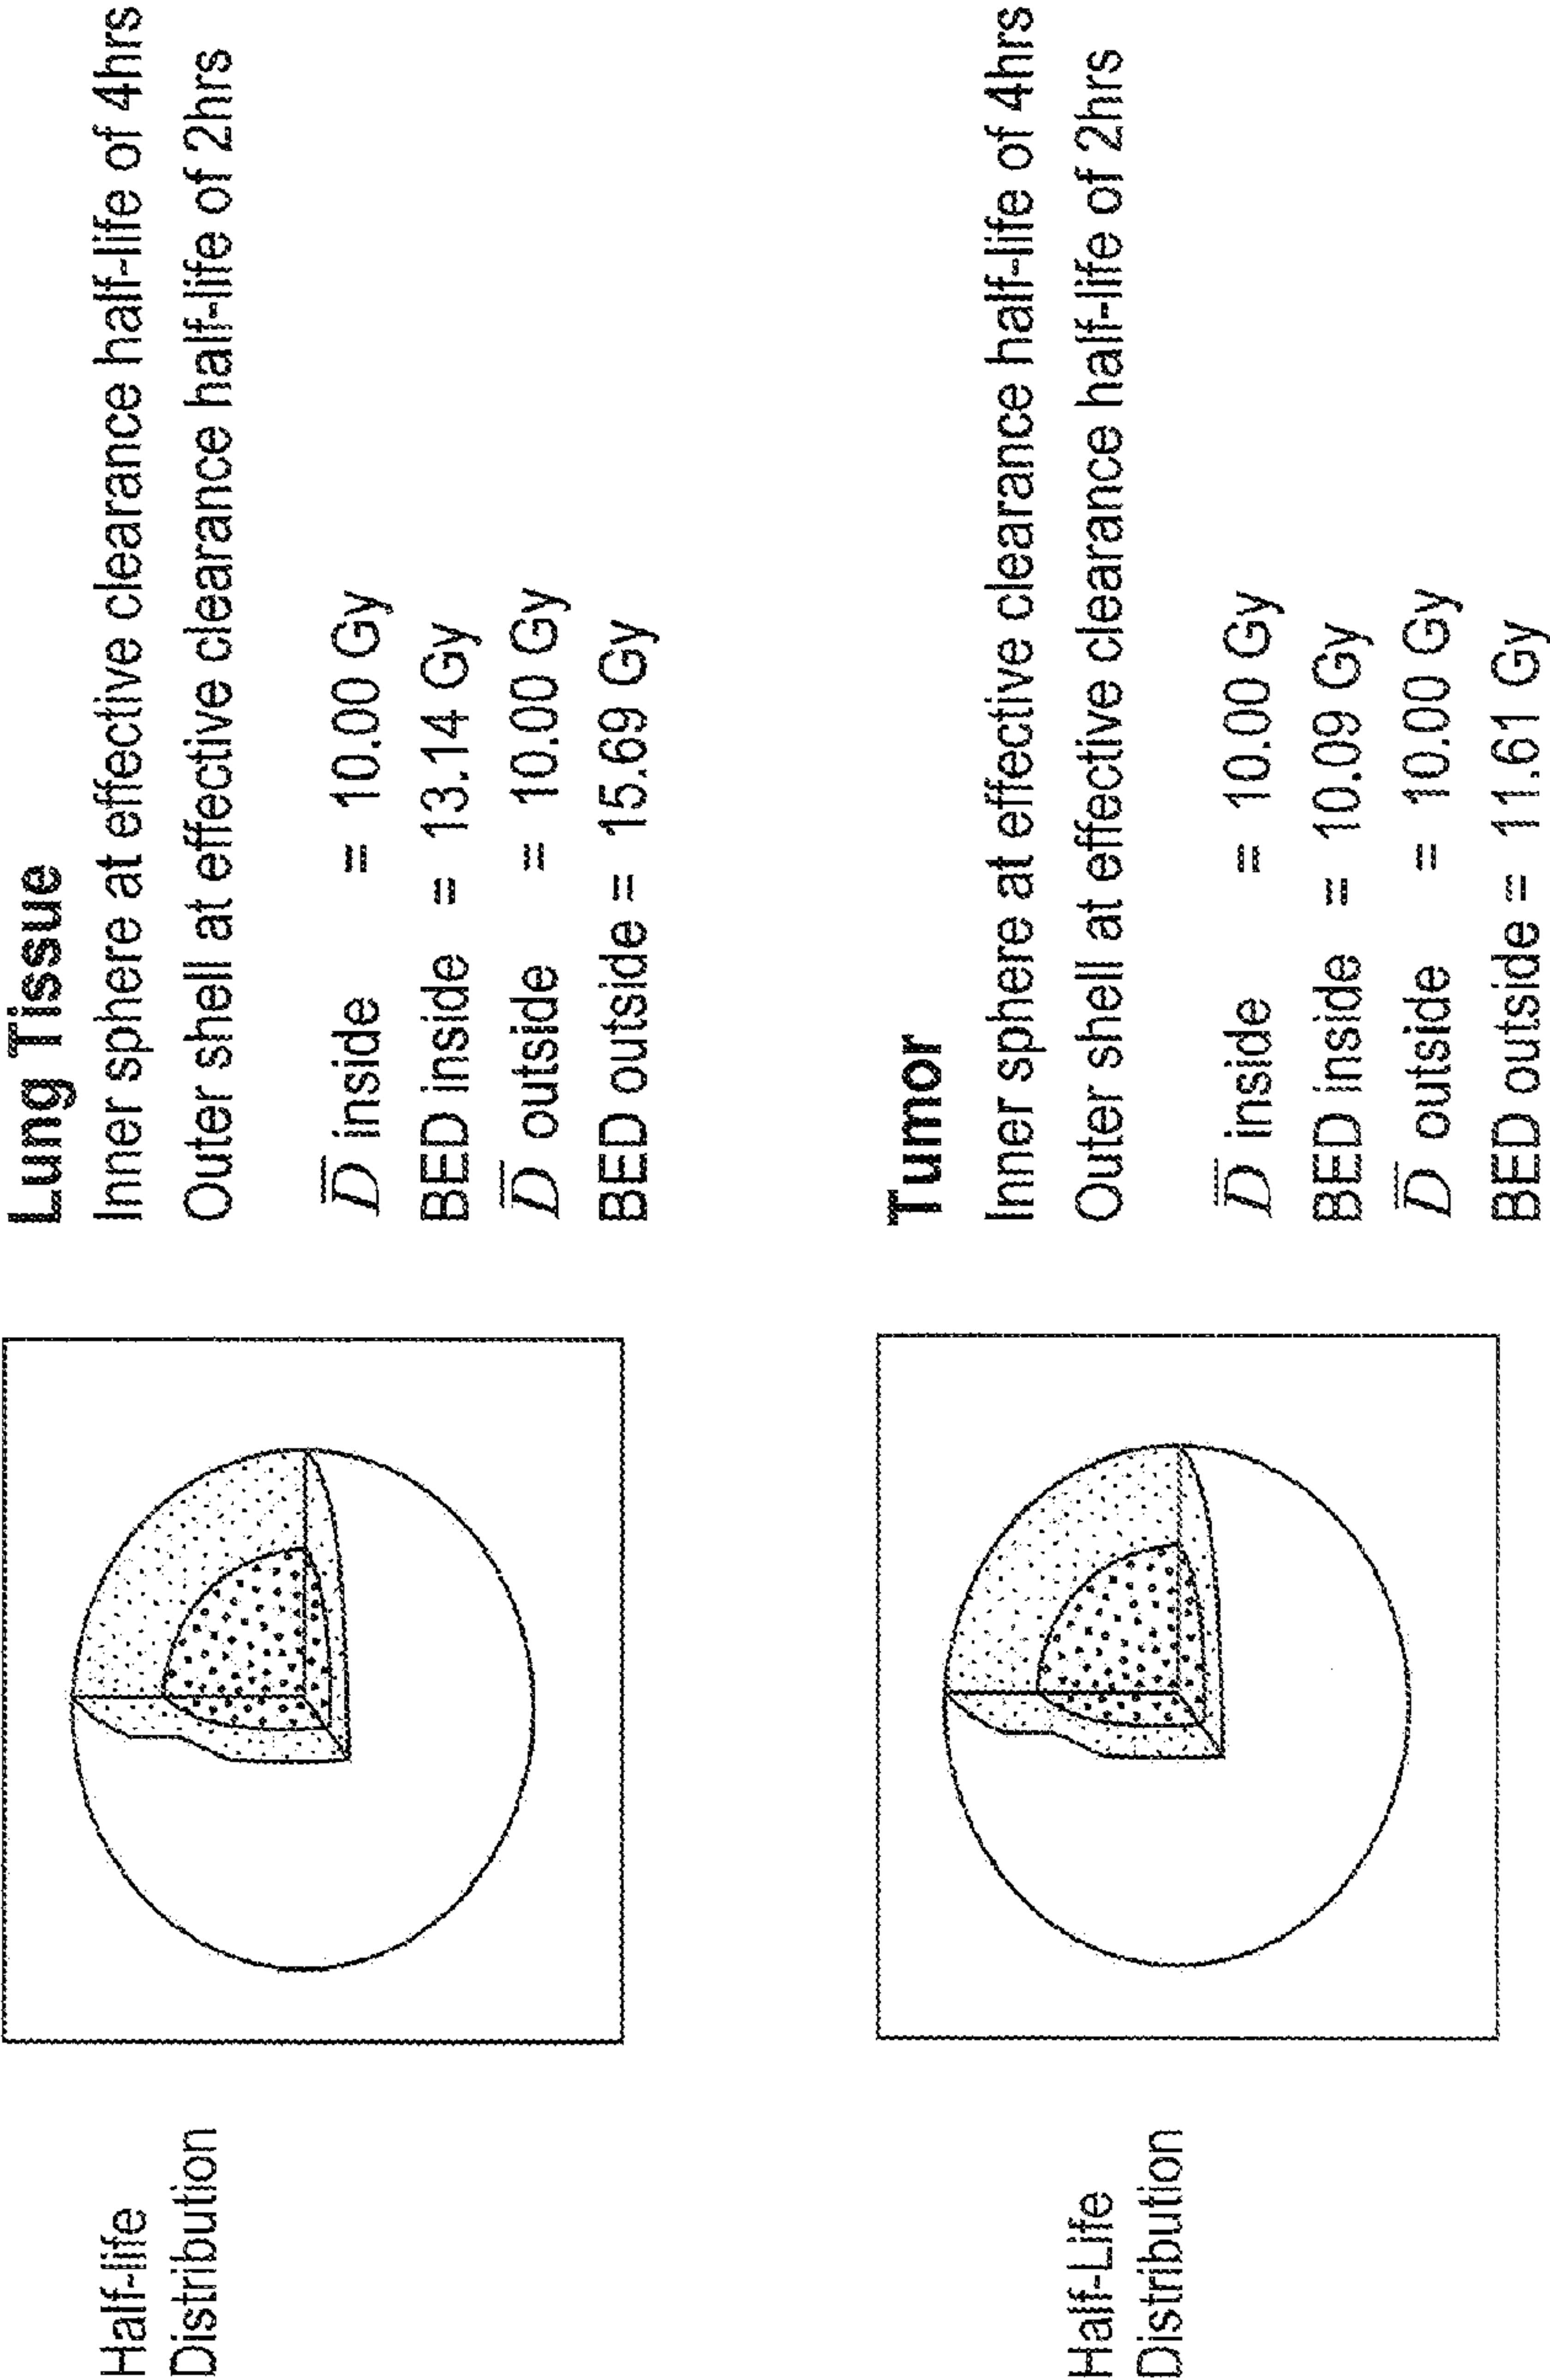 Half-life
Distribution
Lung Tissue
Inner sphere at effective clearance half-life of 4hrs
Outer shell at effective clearance half-life of 2hrs
D̅ inside = 10.00 Gy
BED inside = 13.14 Gy
D̅ outside = 10.00 Gy
BED outside = 15.69 Gy
Half-Life
Distribution
Tumor
Inner sphere at effective clearance half-life of 4hrs
Outer shell at effective clearance half-life of 2hrs
D̅ inside = 10.00 Gy
BED inside = 10.09 Gy
D̅ outside = 10.00 Gy
BED outside = 11.61 Gy